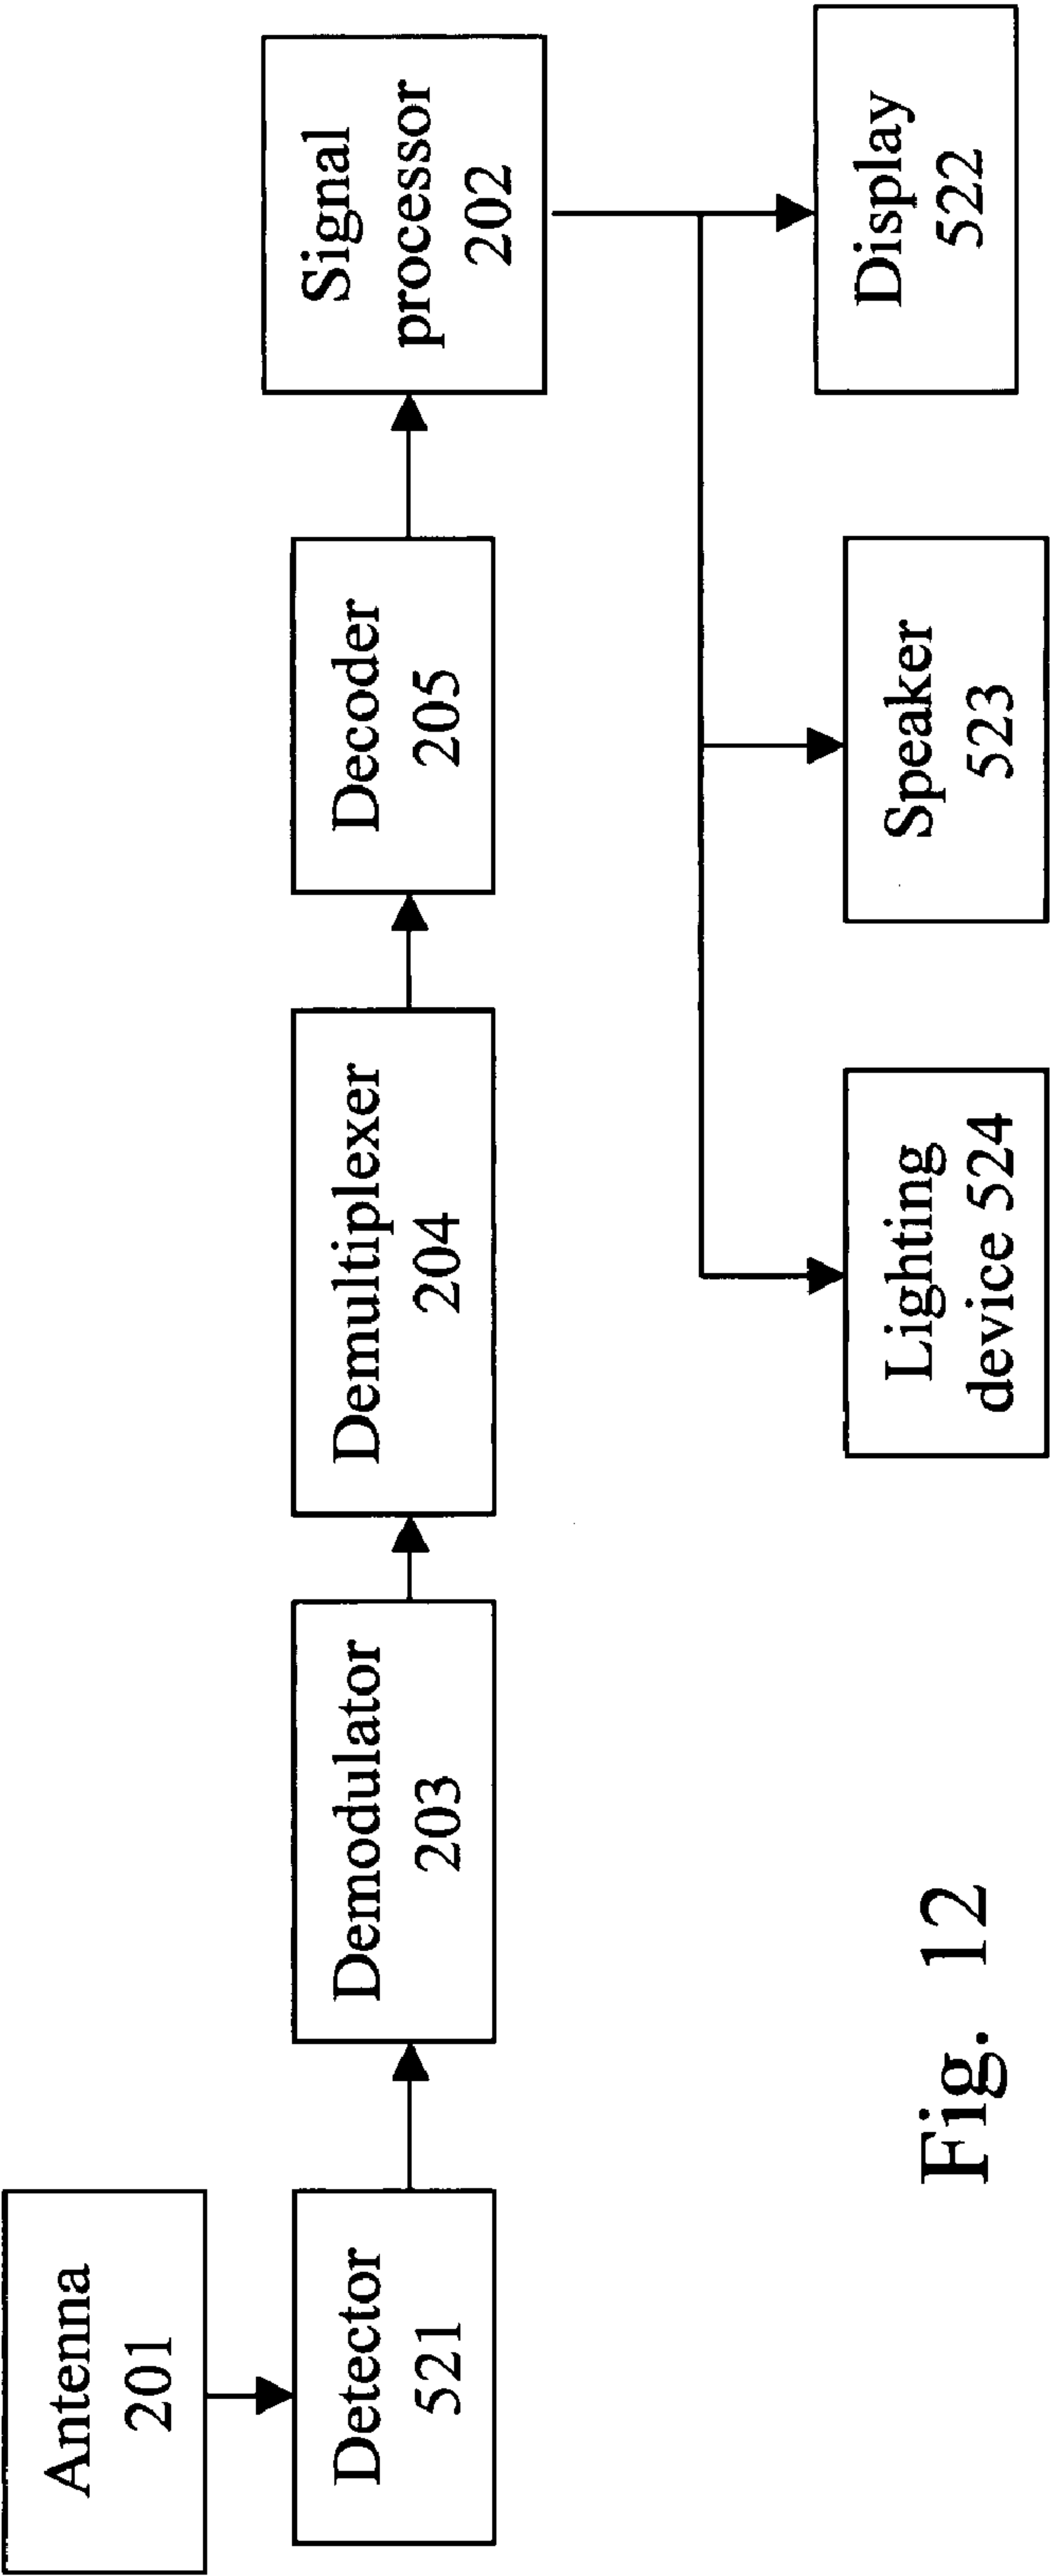 Antenna
201
Detector
521
Demodulator
203
Demultiplexer
204
Decoder
205
Signal
processor
202
Lighting
device 524
Speaker
523
Display
522
Fig. 12